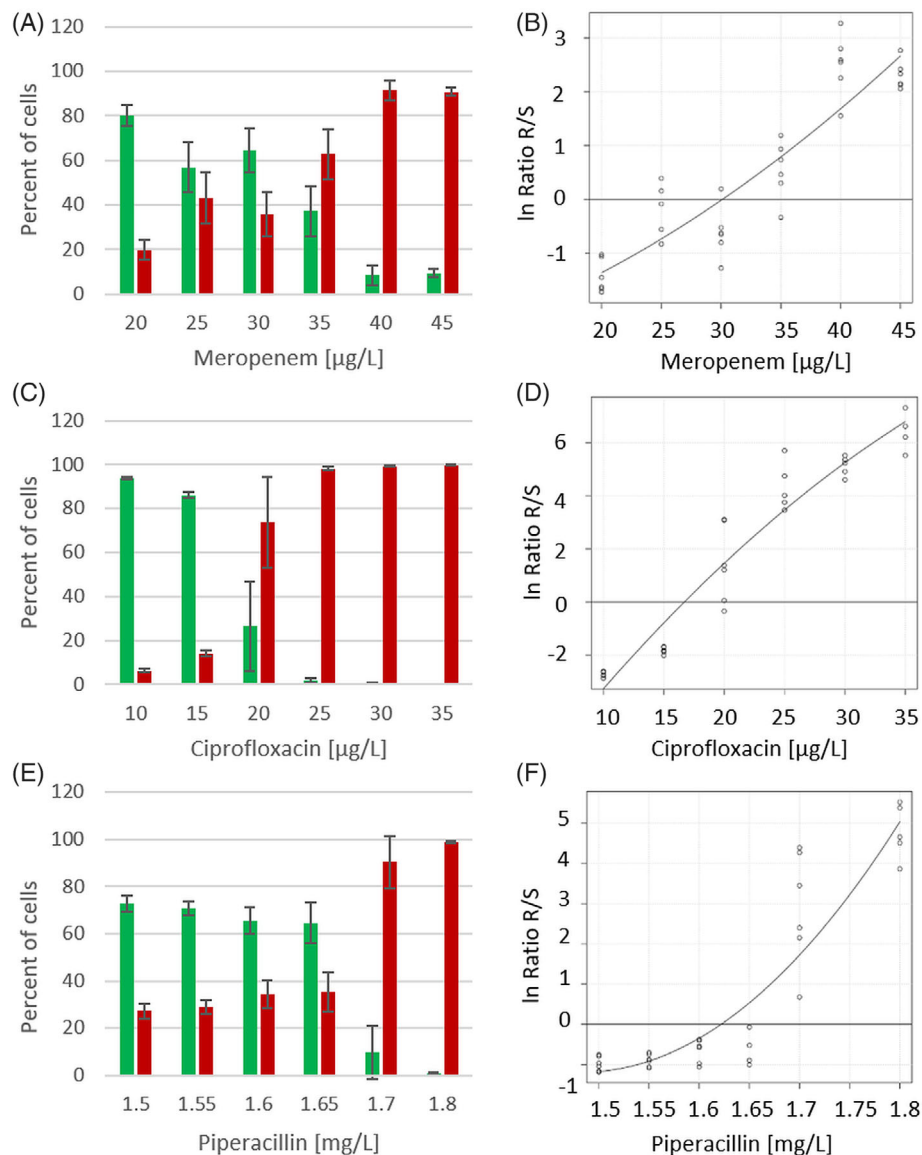 (A)
120
100
80
60
40
20
0
Percent of cells
20 25 30 35 40 45
Meropenem [µg/L]
(B)
3
2
1
0
-1
ln Ratio R/S
20 25 30 35 40 45
Meropenem [µg/L]
(C)
120
100
80
60
40
20
0
Percent of cells
10 15 20 25 30 35
Ciprofloxacin [µg/L]
(D)
6
4
2
0
-2
ln Ratio R/S
10 15 20 25 30 35
Ciprofloxacin [µg/L]
(E)
120
100
80
60
40
20
0
Percent of cells
1.5 1.55 1.6 1.65 1.7 1.8
Piperacillin [mg/L]
(F)
5
4
3
2
1
0
-1
ln Ratio R/S
1.5 1.55 1.6 1.65 1.7 1.75 1.8
Piperacillin [mg/L]